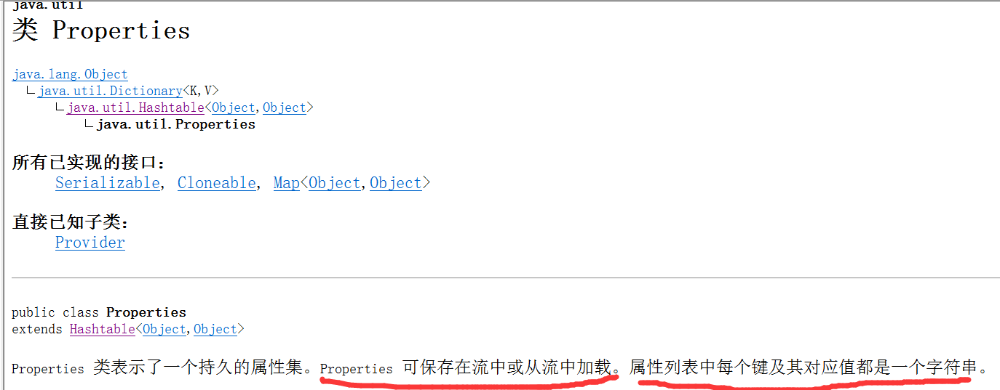 java.util
类 Properties
java.lang.Object
java.util.Dictionary<K,V>
java.util.Hashtable<Object,Object>
java.util.Properties
所有已实现的接口：
Serializable, Cloneable, Map<Object,Object>
直接已知子类：
Provider
public class Properties
extends Hashtable<Object,Object>
Properties 类表示了一个持久的属性集。Properties 可保存在流中或从流中加载。属性列表中每个键及其对应值都是一个字符串。